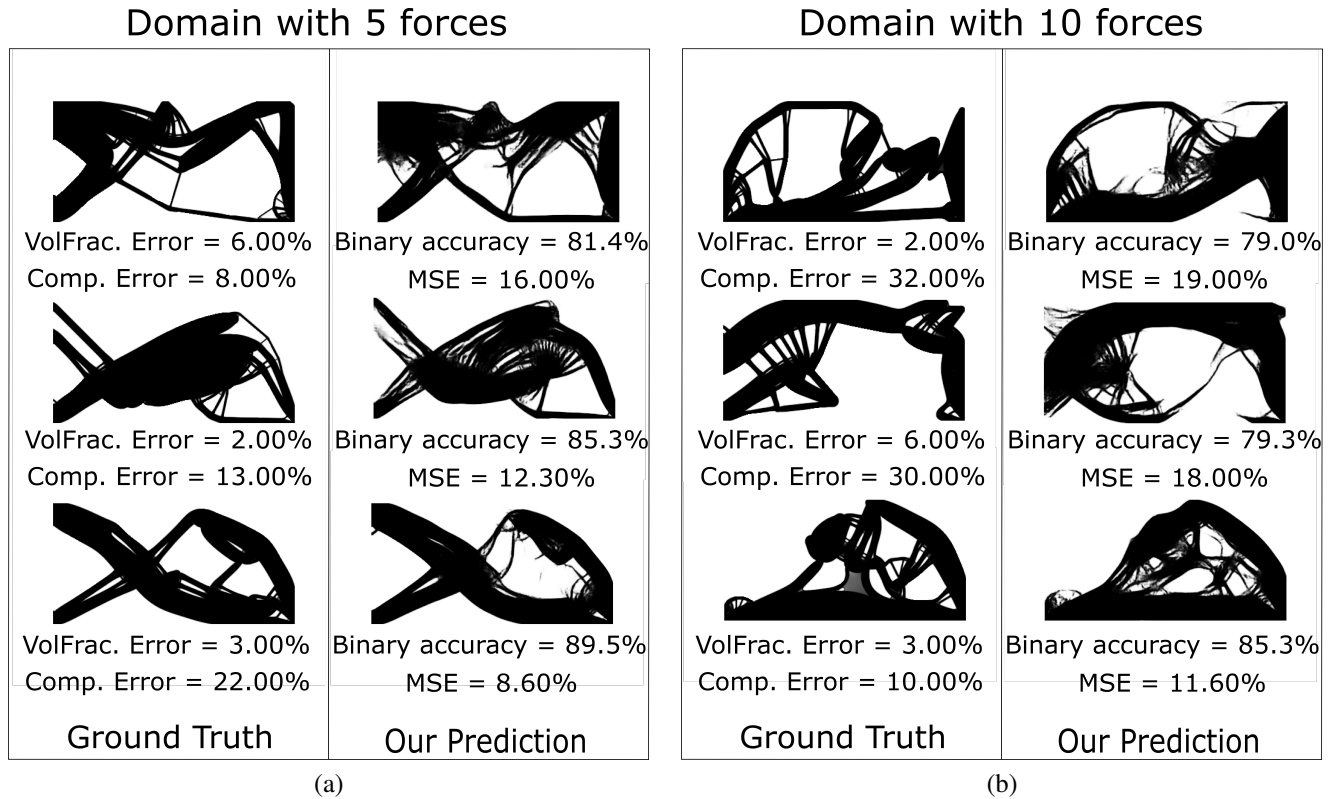 Domain with 5 forces
VolFrac. Error = 6.00%
Comp. Error = 8.00%
Binary accuracy = 81.4%
MSE = 16.00%
VolFrac. Error = 2.00%
Comp. Error = 13.00%
Binary accuracy = 85.3%
MSE = 12.30%
VolFrac. Error = 3.00%
Comp. Error = 22.00%
Binary accuracy = 89.5%
MSE = 8.60%
Ground Truth
Our Prediction
(a)
Domain with 10 forces
VolFrac. Error = 2.00%
Comp. Error = 32.00%
Binary accuracy = 79.0%
MSE = 19.00%
VolFrac. Error = 6.00%
Comp. Error = 30.00%
Binary accuracy = 79.3%
MSE = 18.00%
VolFrac. Error = 3.00%
Comp. Error = 10.00%
Binary accuracy = 85.3%
MSE = 11.60%
Ground Truth
Our Prediction
(b)